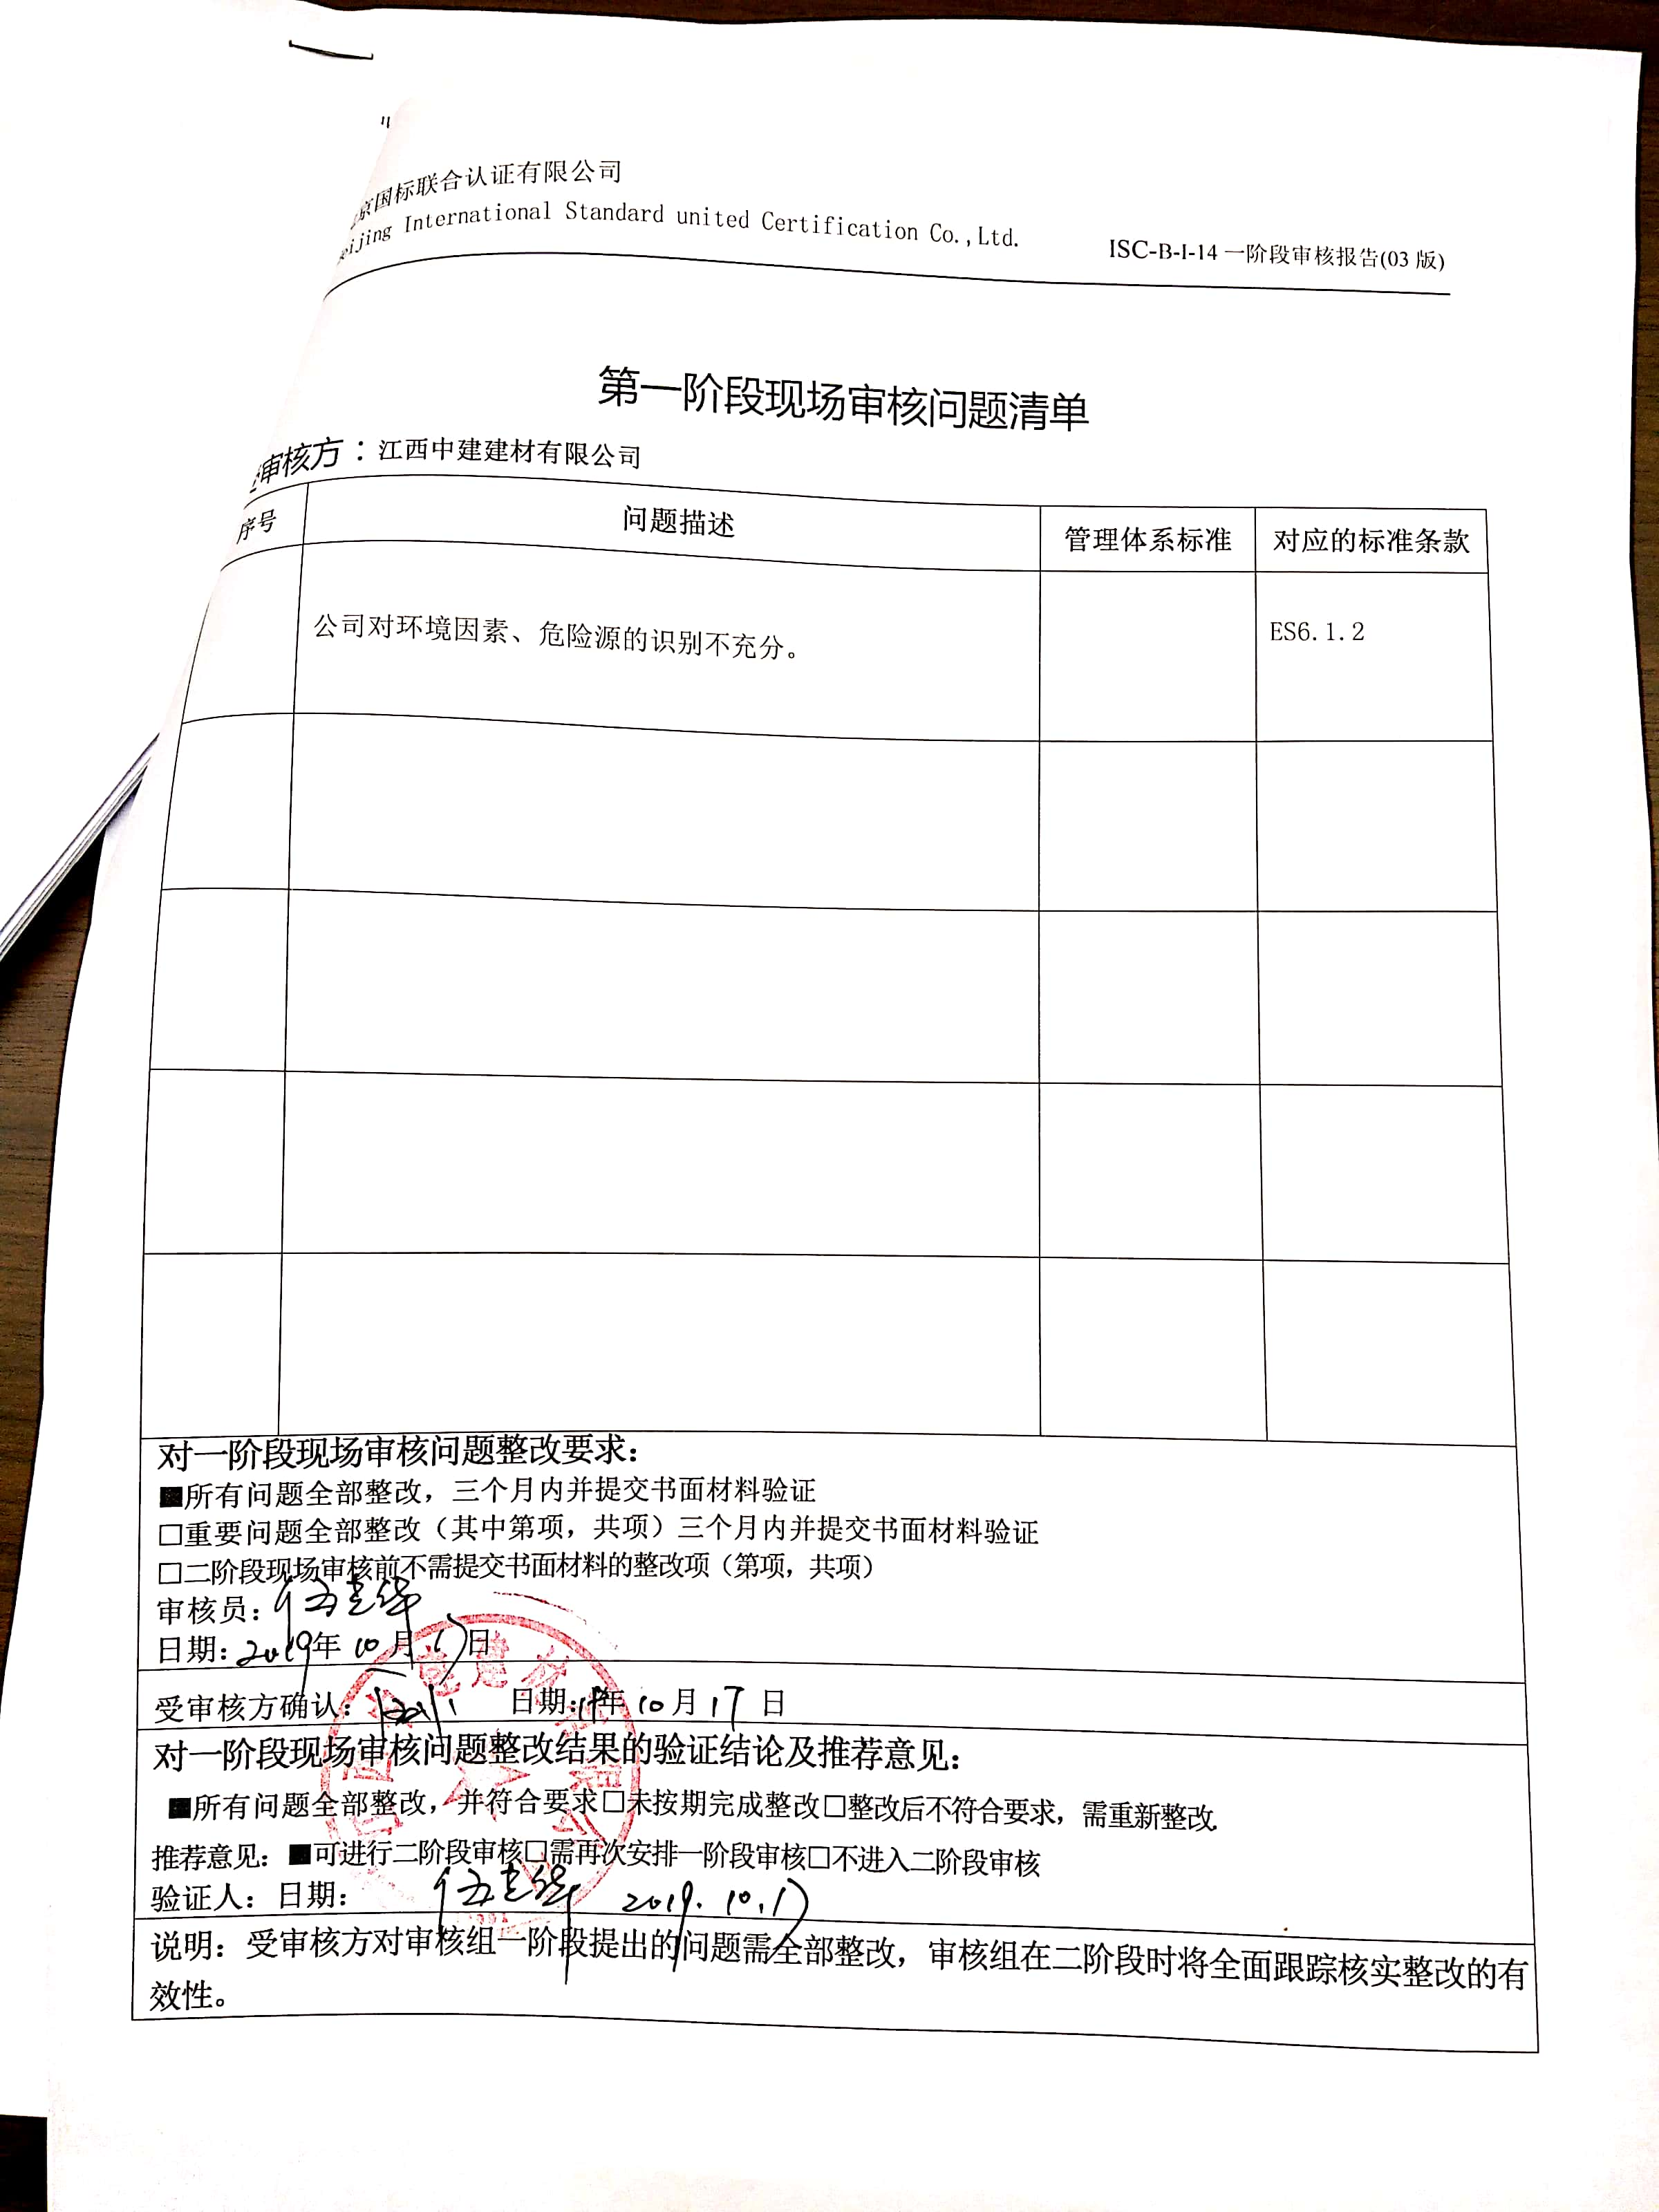 京国标联合认证有限公司
eijing International Standard united Certification Co.,Ltd.
ISC-B-I-14 一阶段审核报告(03 版)
第一阶段现场审核问题清单
审核方：江西中建建材有限公司
序号 问题描述 管理体系标准 对应的标准条款
公司对环境因素、危险源的识别不充分。 ES6.1.2
对一阶段现场审核问题整改要求：
■所有问题全部整改，三个月内并提交书面材料验证
□重要问题全部整改（其中第项，共项）三个月内并提交书面材料验证
□二阶段现场审核前不需提交书面材料的整改项（第项，共项）
审核员：
日期：2019年 10 月 17 日
受审核方确认： 日期：19年 10 月 17 日
对一阶段现场审核问题整改结果的验证结论及推荐意见：
■所有问题全部整改，并符合要求□未按期完成整改□整改后不符合要求，需重新整改.
推荐意见：■可进行二阶段审核□需再次安排一阶段审核□不进入二阶段审核
验证人：日期： 2019.10.17
说明：受审核方对审核组一阶段提出的问题需全部整改，审核组在二阶段时将全面跟踪核实整改的有
效性。